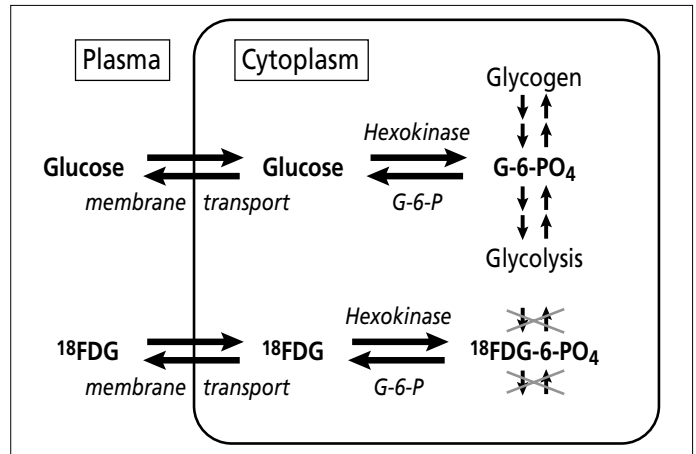 Plasma Cytoplasm
Glycogen
Hexokinase
Glucose Glucose G-6-PO₄
membrane transport G-6-P
Glycolysis
Hexokinase
¹⁸FDG ¹⁸FDG ¹⁸FDG-6-PO₄
membrane transport G-6-P